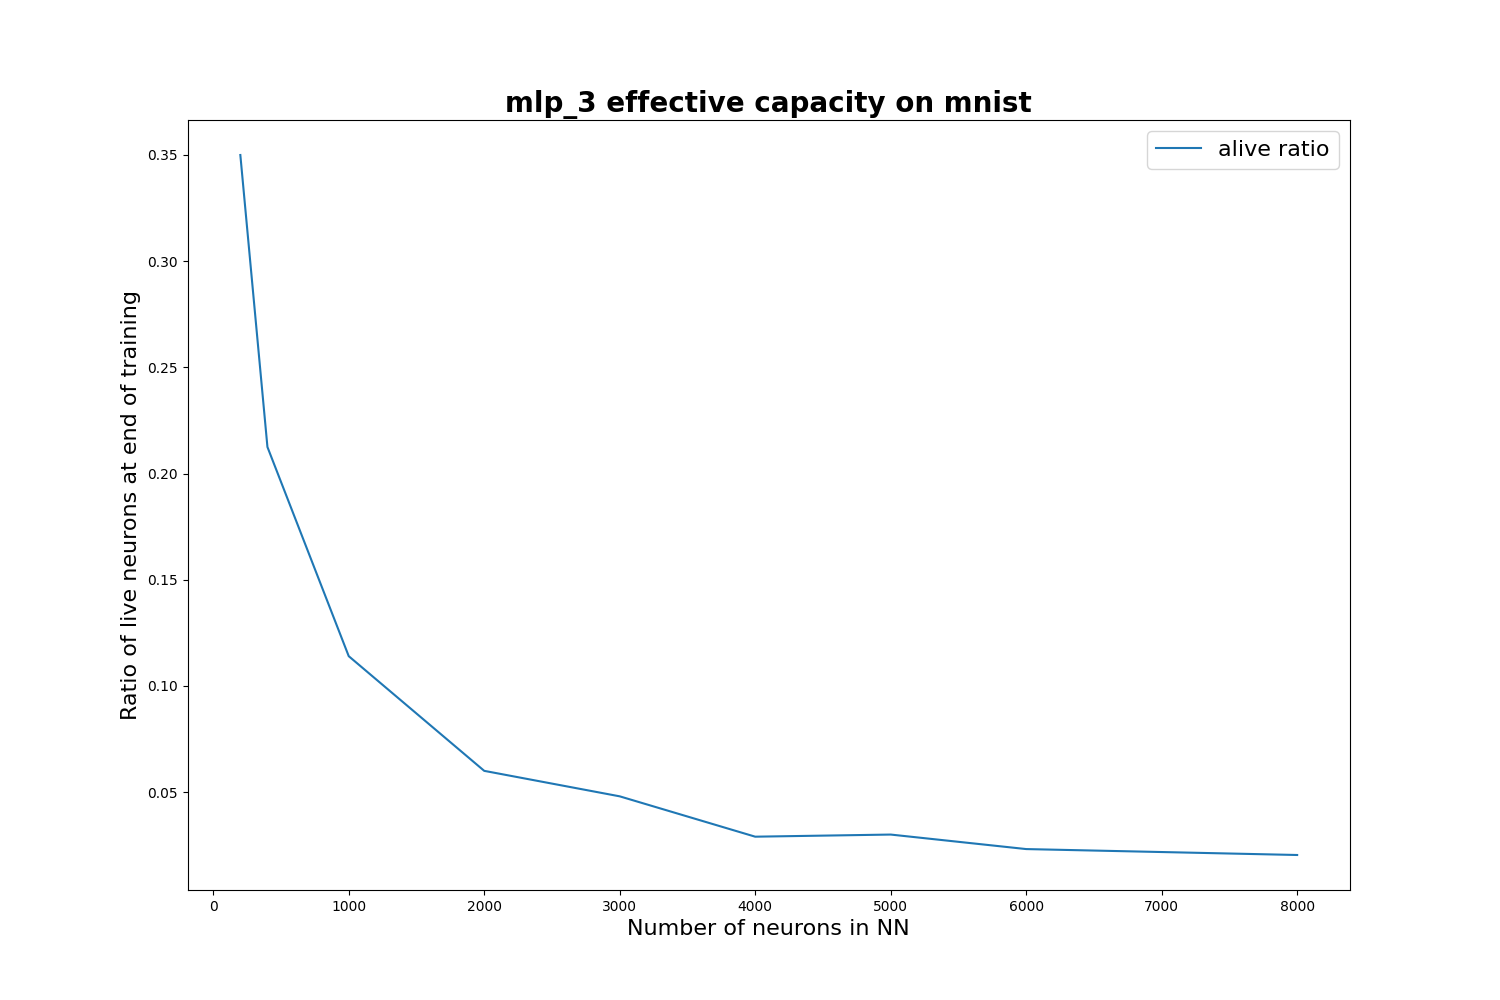 mlp_3 effective capacity on mnist
alive ratio
Ratio of live neurons at end of training
0.35
0.30
0.25
0.20
0.15
0.10
0.05
0 1000 2000 3000 4000 5000 6000 7000 8000
Number of neurons in NN